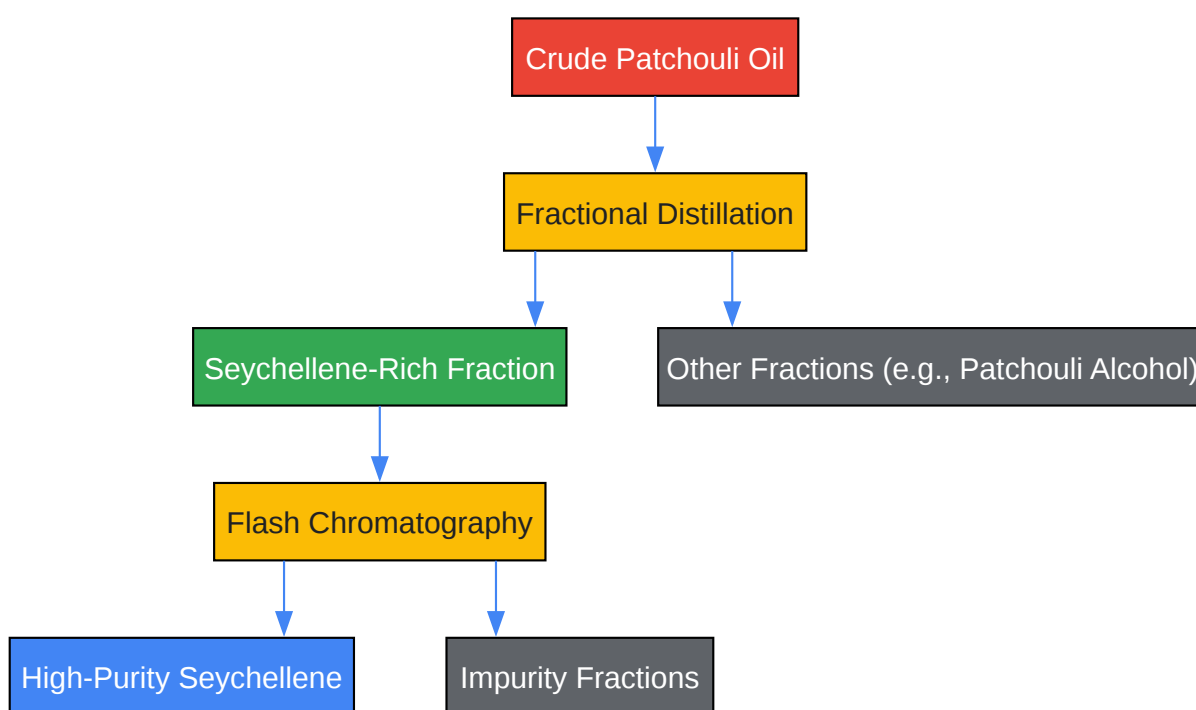 Crude Patchouli Oil
Fractional Distillation
Seychellene-Rich Fraction
Other Fractions (e.g., Patchouli Alcohol)
Flash Chromatography
High-Purity Seychellene
Impurity Fractions